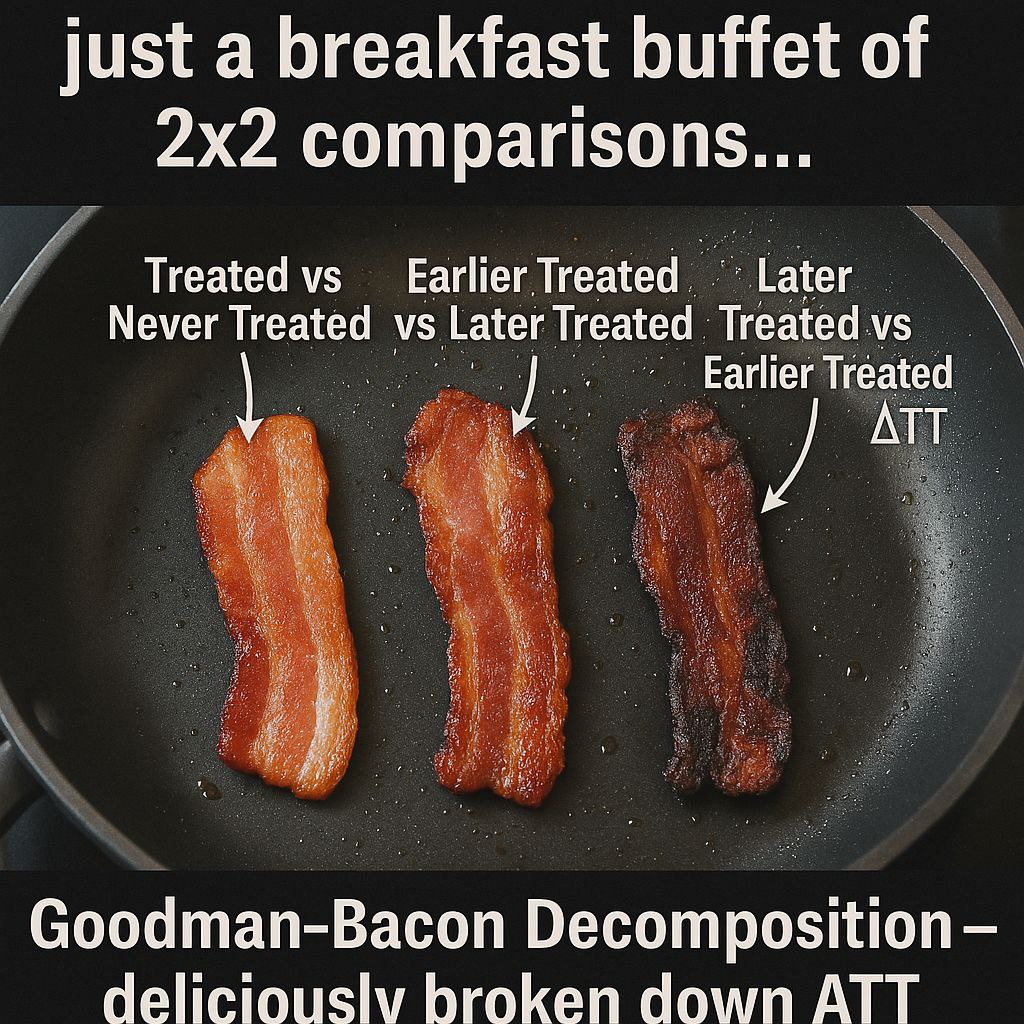 just a breakfast buffet of
2x2 comparisons...
Treated vs
Never Treated
Earlier Treated
vs Later Treated
Later
Treated vs
Earlier Treated
ΔTT
Goodman-Bacon Decomposition –
deliciously broken down ATT